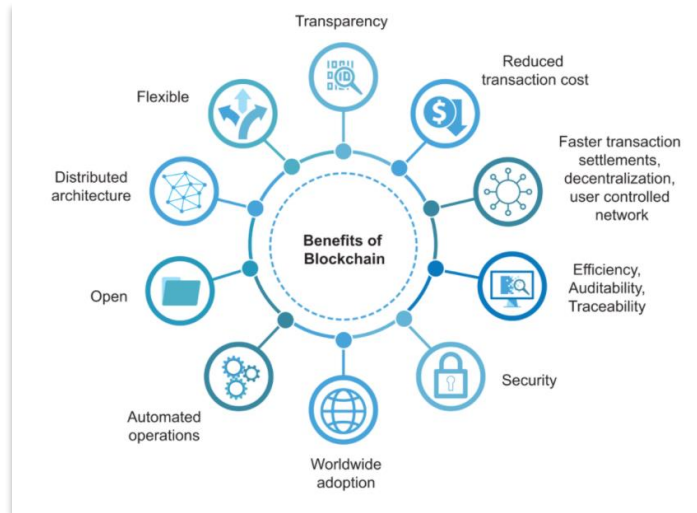 Transparency
Reduced
transaction cost
Faster transaction
settlements,
decentralization,
user controlled
network
Efficiency,
Auditability,
Traceability
Security
Worldwide
adoption
Automated
operations
Open
Distributed
architecture
Flexible
Benefits of
Blockchain